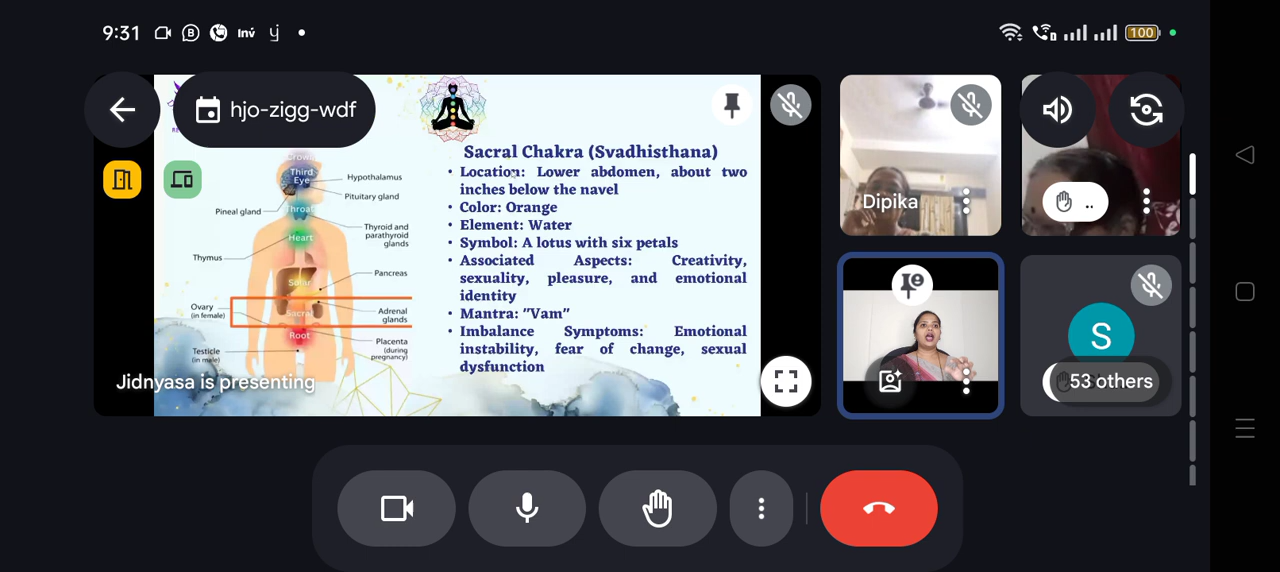 9:31
B
Inv
100
hjo-zigg-wdf
Crown
Third
Eye
Hypothalamus
Pituitary gland
Pineal gland
Throat
Thyroid and
parathyroid
glands
Heart
Thymus
Pancreas
Solar
Ovary
(in female)
Sacral
Adrenal
glands
Root
Placenta
(during
pregnancy)
Testicle
(in male)
Jidnyasa is presenting
Sacral Chakra (Svadhisthana)
• Location: Lower abdomen, about two
inches below the navel
• Color: Orange
• Element: Water
• Symbol: A lotus with six petals
• Associated Aspects: Creativity,
sexuality, pleasure, and emotional
identity
• Mantra: "Vam"
• Imbalance Symptoms: Emotional
instability, fear of change, sexual
dysfunction
Dipika
..
S
53 others